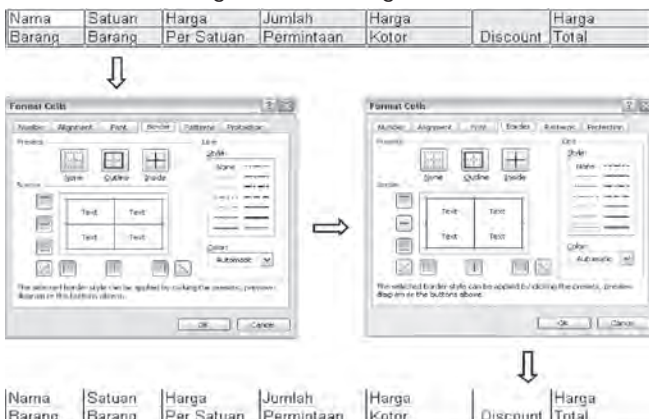 Nama Satuan Harga Jumlah Harga Harga
Barang Barang Per Satuan Permintaan Kotor Discount Total
Format Cells
Number Alignment Font Border Patterns Protection
Presets
None Outline Inside
Line
Style:
None
Border
Text Text
Text Text
Color:
Automatic
The selected border style can be applied by clicking the presets, preview
diagram or the buttons above.
OK Cancel
Format Cells
Number Alignment Font Border Patterns Protection
Presets
None Outline Inside
Line
Style:
None
Border
Text Text
Text Text
Color:
Automatic
The selected border style can be applied by clicking the presets, preview
diagram or the buttons above.
OK Cancel
Nama Satuan Harga Jumlah Harga Harga
Barang Barang Per Satuan Permintaan Kotor Discount Total